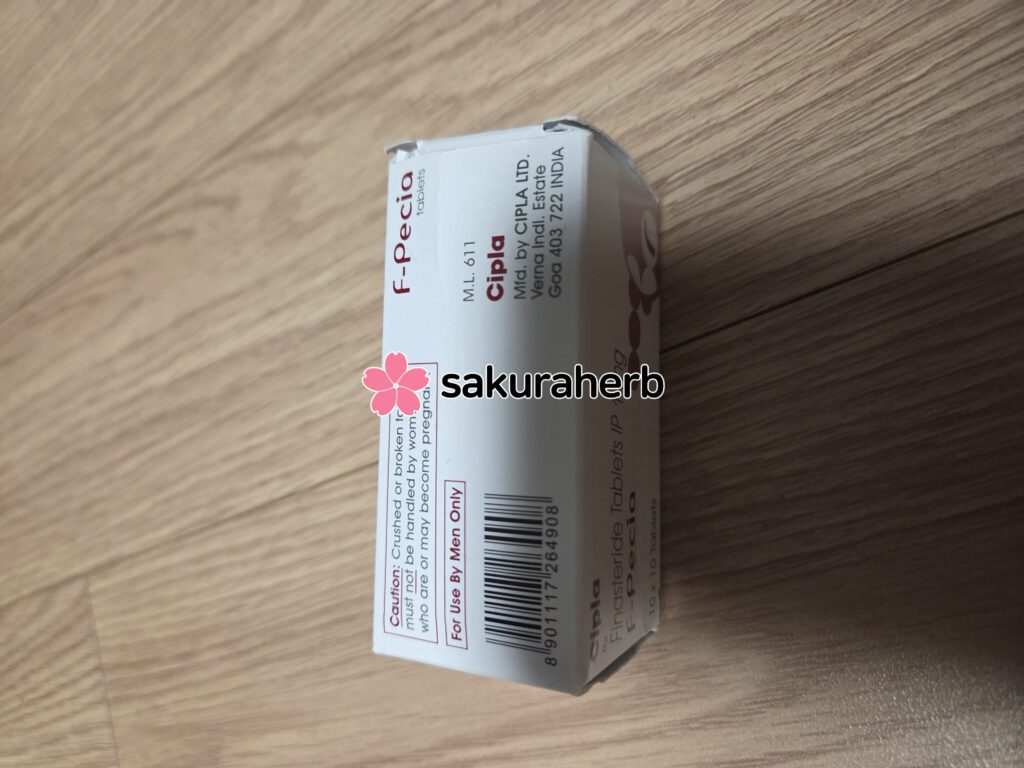 f-Pecia
tablets
Caution: Crushed or broken
must not be handled by
who are or may become
For Use By Men Only
M.L. 611
Cipla
Mfd. by CIPLA LTD.
Verna Indl. Estate
Goa 403 722 INDIA
8 901117 264908
Cipla
Finasteride Tablets IP
f-Pecia
10 x 10 Tablets
sakuraherb